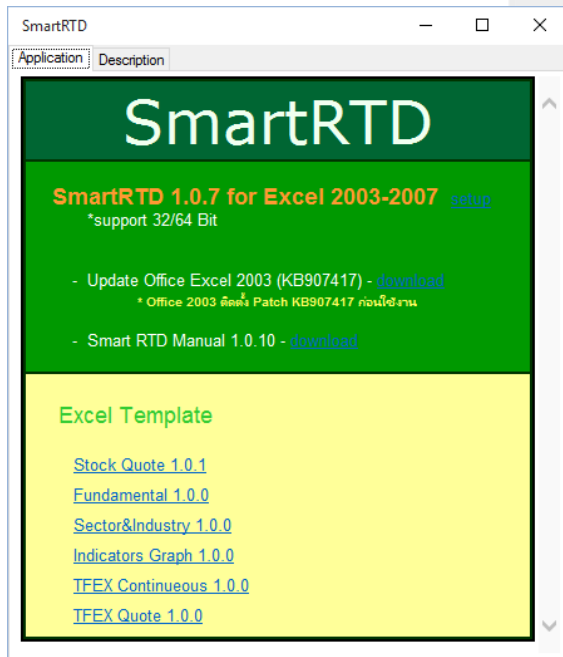 SmartRTD
Application Description
SmartRTD
SmartRTD 1.0.7 for Excel 2003-2007 setup
*support 32/64 Bit
- Update Office Excel 2003 (KB907417) - download
* Office 2003 ติดตั้ง Patch KB907417 ก่อนใช้งาน
- Smart RTD Manual 1.0.10 - download
Excel Template
Stock Quote 1.0.1
Fundamental 1.0.0
Sector&Industry 1.0.0
Indicators Graph 1.0.0
TFEX Continueous 1.0.0
TFEX Quote 1.0.0